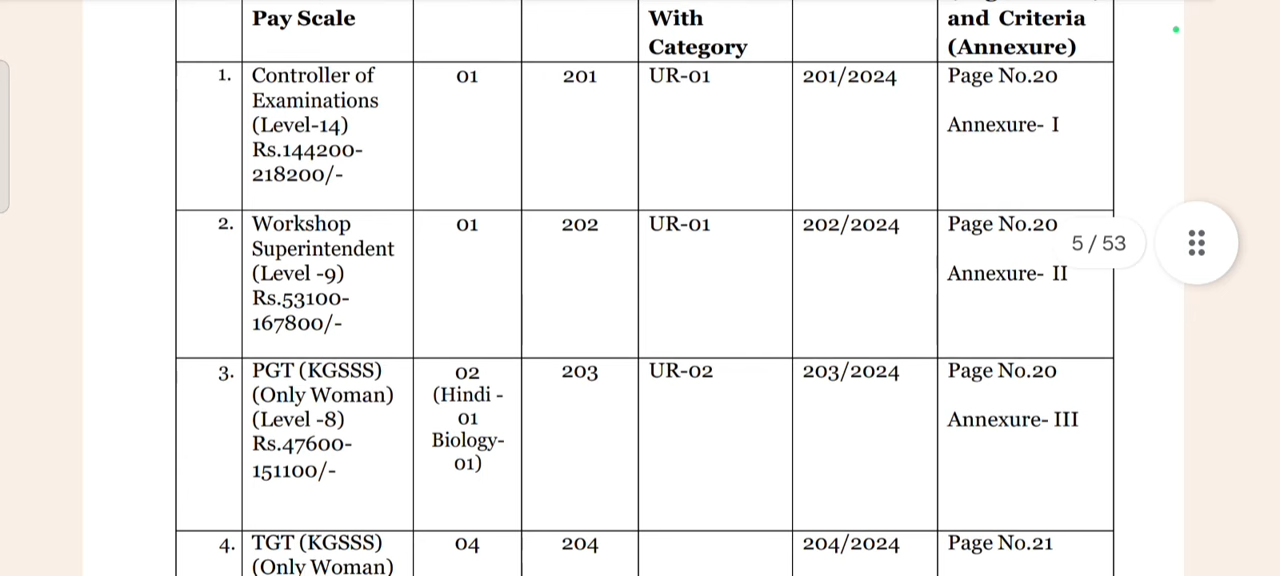 Pay Scale
With
Category
and Criteria
(Annexure)
1.
Controller of
Examinations
(Level-14)
Rs.144200-
218200/-
01
201
UR-01
201/2024
Page No.20
Annexure- I
2.
Workshop
Superintendent
(Level -9)
Rs.53100-
167800/-
01
202
UR-01
202/2024
Page No.20
Annexure- II
5 / 53
3.
PGT (KGSSS)
(Only Woman)
(Level -8)
Rs.47600-
151100/-
02
(Hindi -
01
Biology-
01)
203
UR-02
203/2024
Page No.20
Annexure- III
4.
TGT (KGSSS)
(Only Woman)
04
204
204/2024
Page No.21